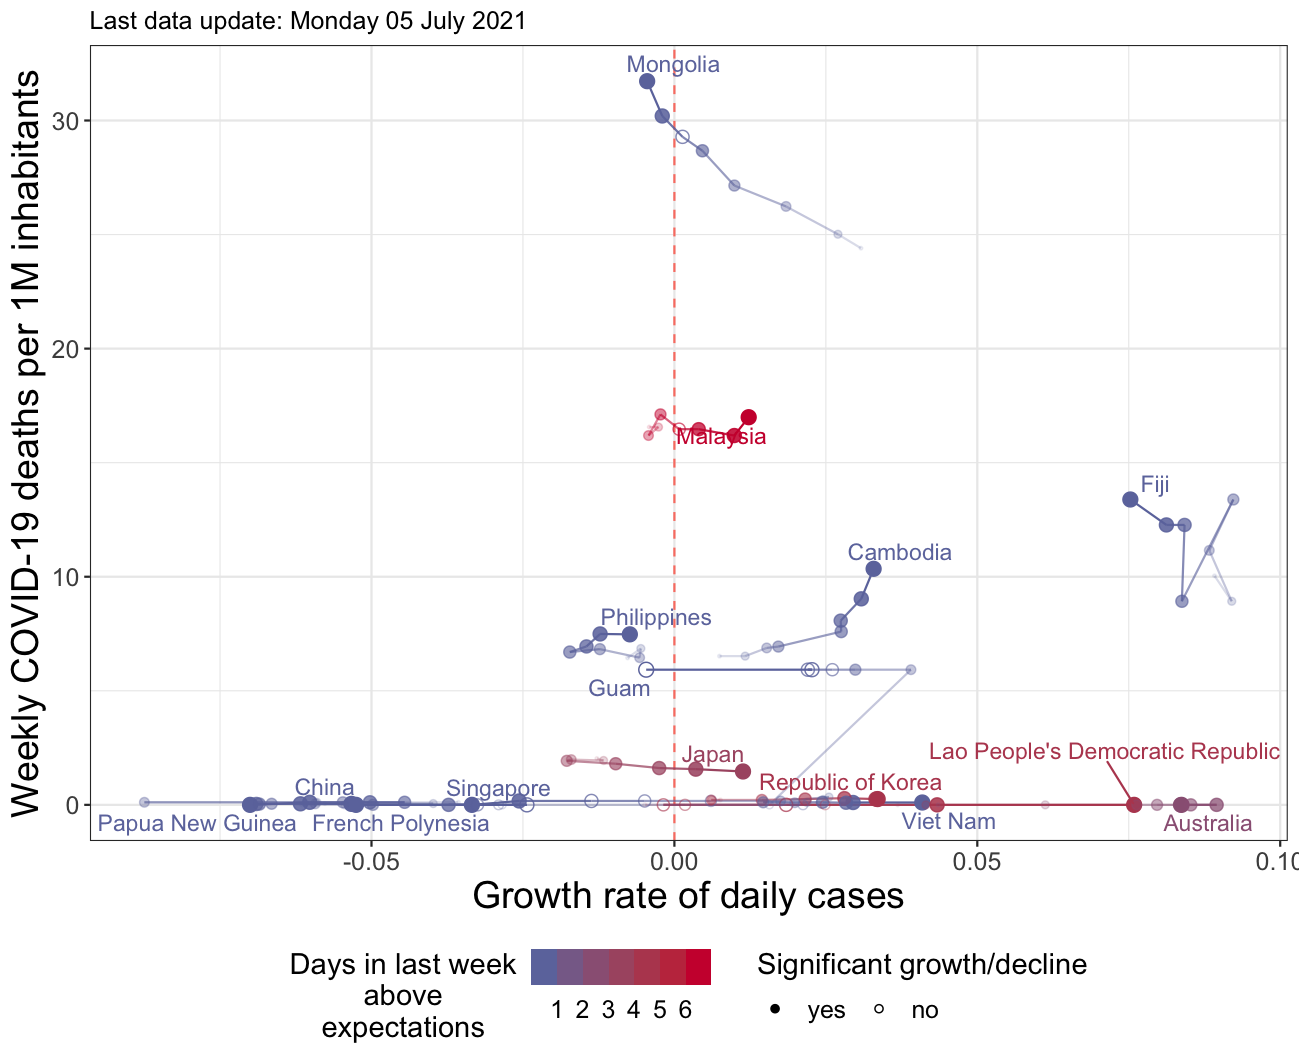 Last data update: Monday 05 July 2021
Weekly COVID-19 deaths per 1M inhabitants
30
20
10
0
Mongolia
Malaysia
Fiji
Cambodia
Philippines
Guam
Japan
Lao People's Democratic Republic
China
Singapore
Republic of Korea
Papua New Guinea
French Polynesia
Viet Nam
Australia
-0.05
0.00
0.05
0.10
Growth rate of daily cases
Days in last week
above
expectations
1 2 3 4 5 6
Significant growth/decline
yes
no